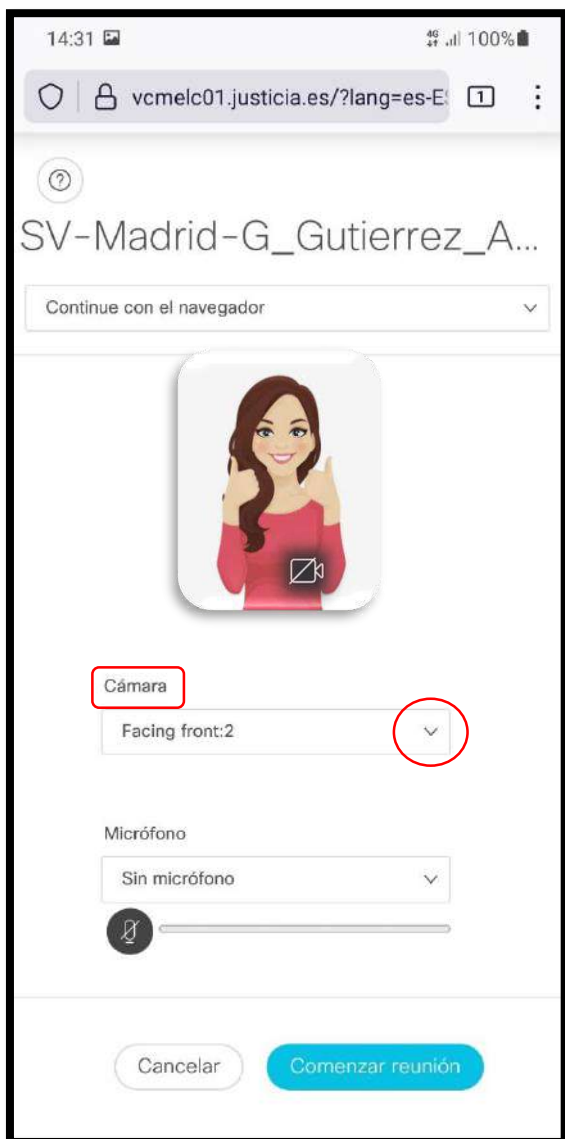 14:31
4G 100%
vcmelc01.justicia.es/?lang=es-E
1
SV-Madrid-G_Gutierrez_A...
Continue con el navegador
Cámara
Facing front:2
Micrófono
Sin micrófono
Cancelar
Comenzar reunión